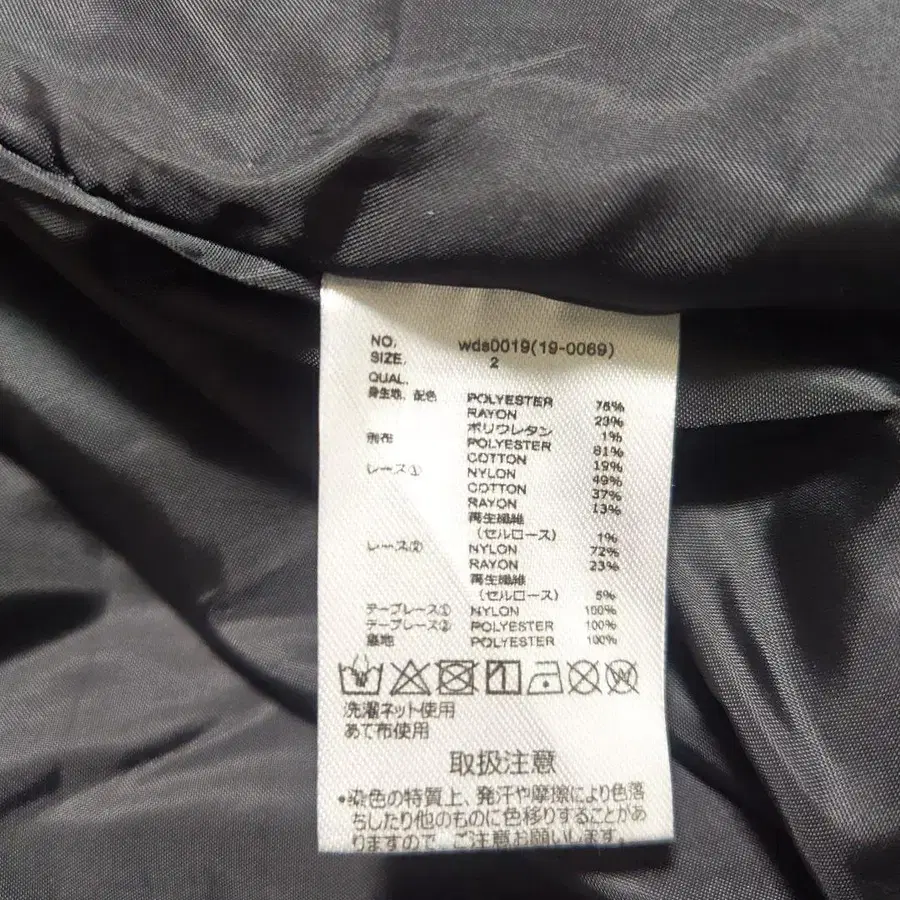 NO. wds0019(19-0069)
SIZE. 2
QUAL.
身生地、配色 POLYESTER 76%
RAYON 23%
ポリウレタン 1%
別布 POLYESTER 81%
COTTON 19%
レース① NYLON 49%
COTTON 37%
RAYON 13%
再生繊維
(セルロース) 1%
レース② NYLON 72%
RAYON 23%
再生繊維
(セルロース) 5%
テープレース① NYLON 100%
テープレース② POLYESTER 100%
裏地 POLYESTER 100%
洗濯ネット使用
あて布使用
取扱注意
•染色の特質上、発汗や摩擦により色落
ちしたり他のものに色移りすることがあ
りますので、ご注意お願いします。